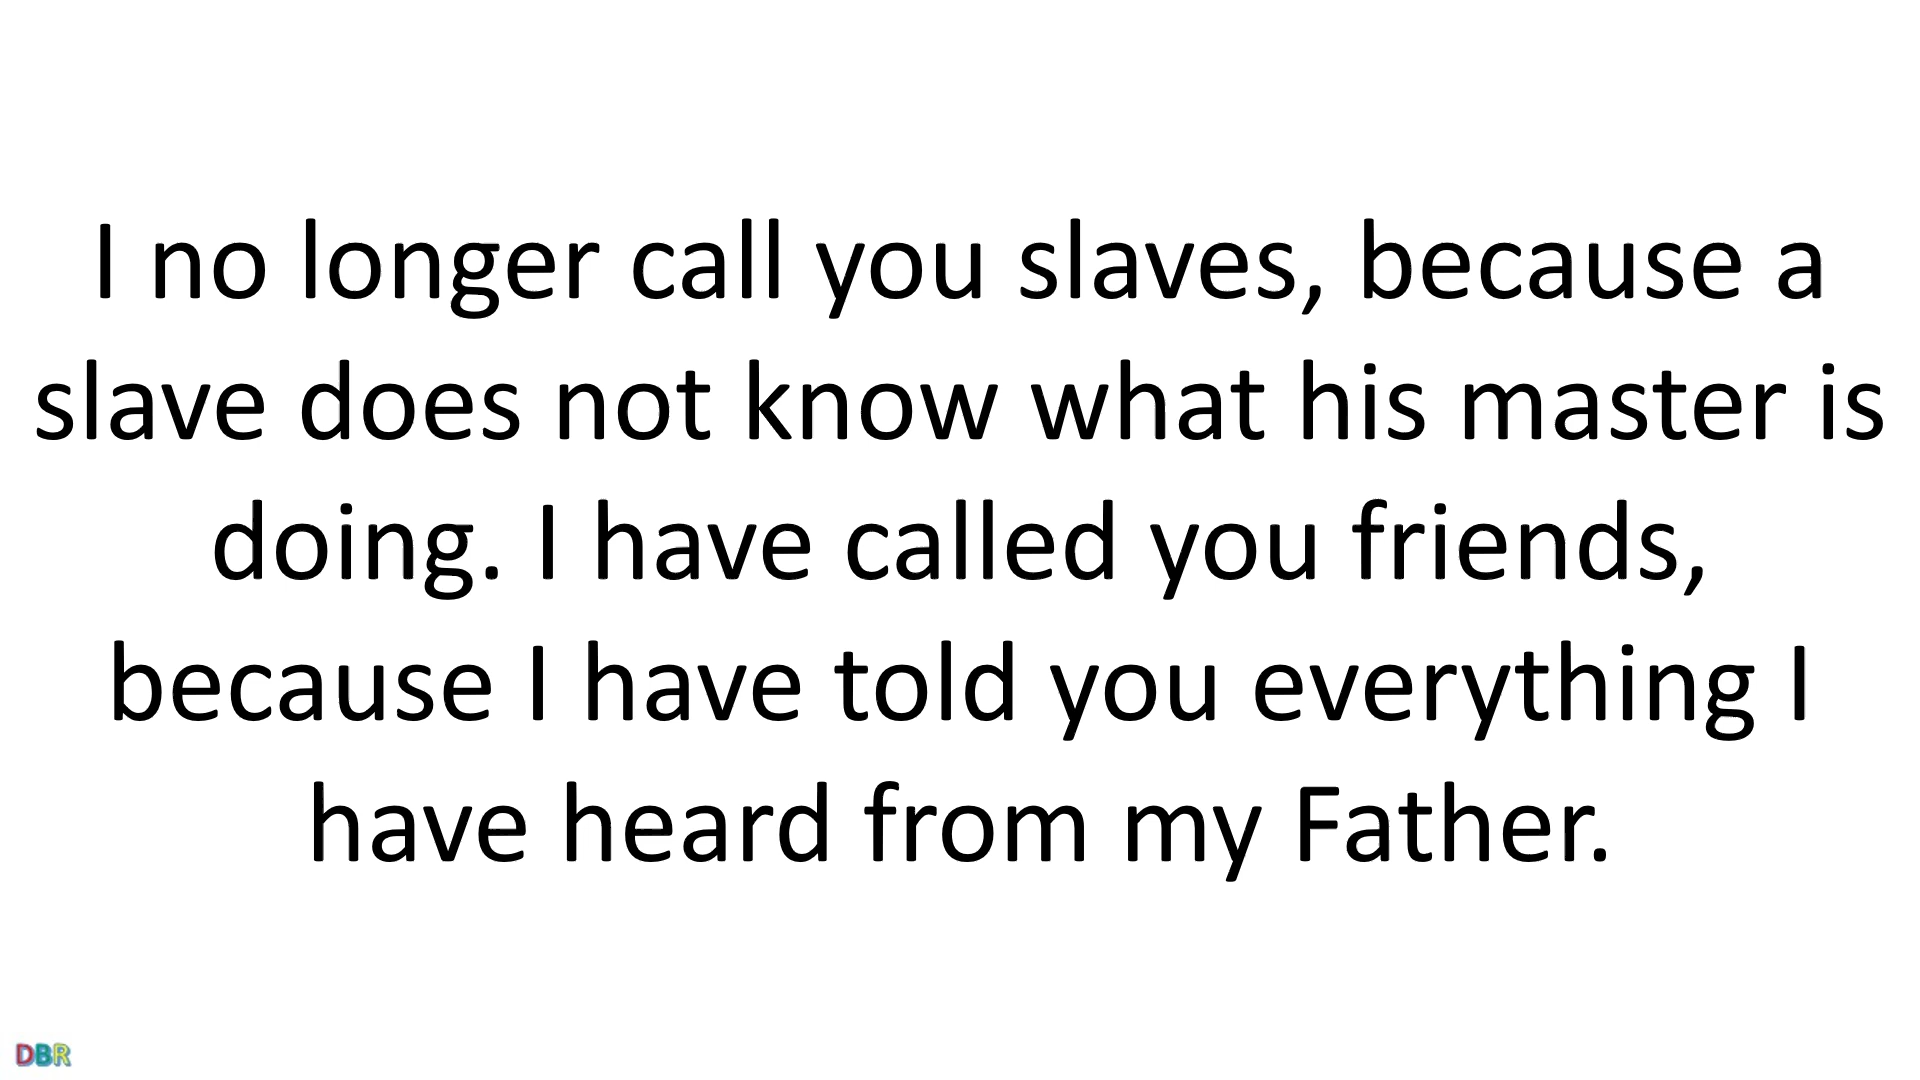 I no longer call you slaves, because a
slave does not know what his master is
doing. I have called you friends,
because I have told you everything I
have heard from my Father.
DBR